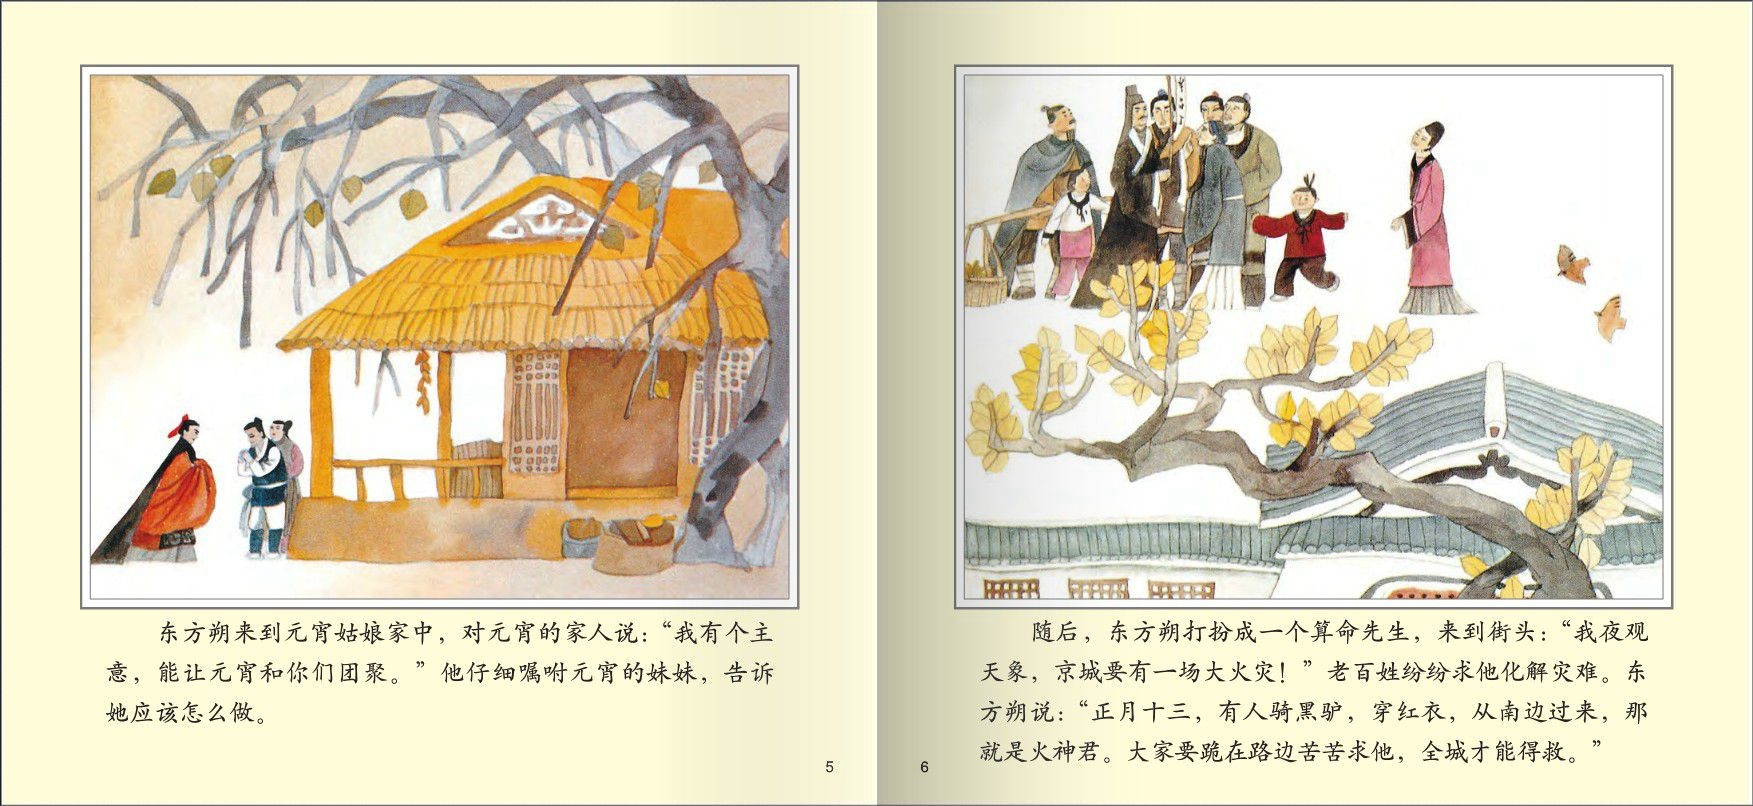 东方朔来到元宵姑娘家中，对元宵的家人说：“我有个主
意，能让元宵和你们团聚。”他仔细嘱咐元宵的妹妹，告诉
她应该怎么做。
5
随后，东方朔打扮成一个算命先生，来到街头：“我夜观
天象，京城要有一场大火灾！”老百姓纷纷求他化解灾难。东
方朔说：“正月十三，有人骑黑驴，穿红衣，从南边过来，那
就是火神君。大家要跪在路边苦苦求他，全城才能得救。”
6